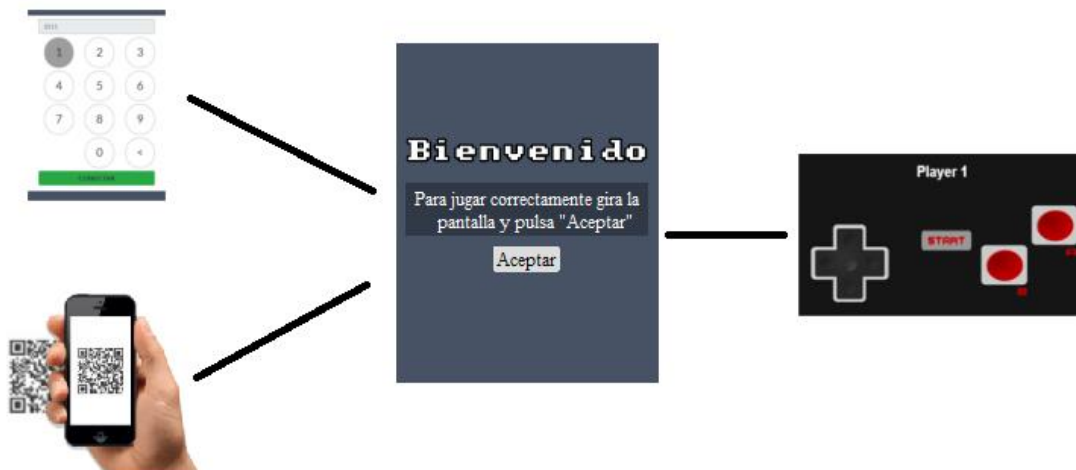 1 2 3
4 5 6
7 8 9
0 <
Bienvenido
Para jugar correctamente gira la
pantalla y pulsa "Aceptar"
Aceptar
Player 1
START